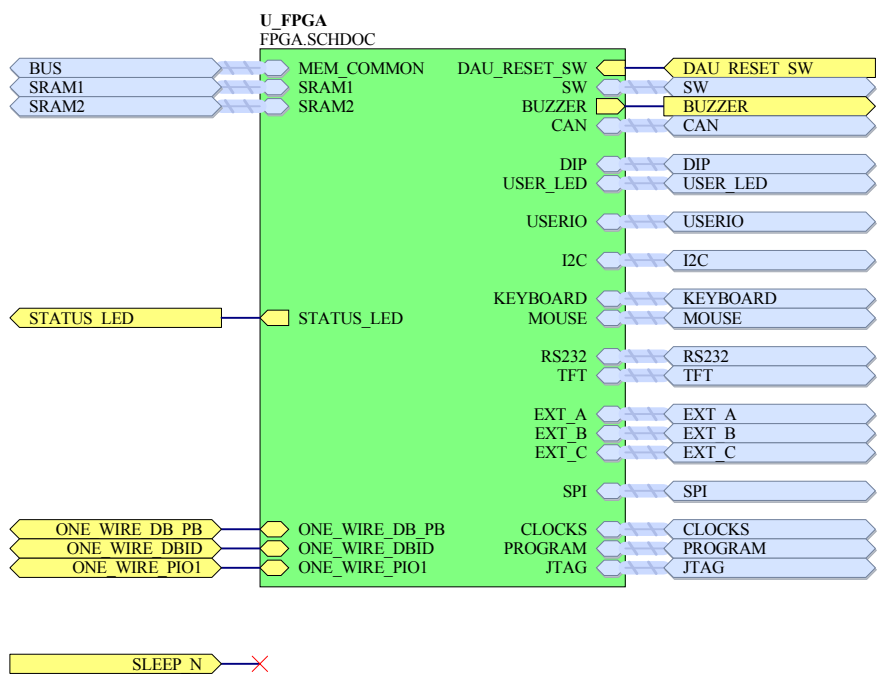 U_FPGA
FPGA.SCHDOC
BUS MEM_COMMON DAU_RESET_SW DAU_RESET_SW
SRAM1 SRAM1 SW SW
SRAM2 SRAM2 BUZZER BUZZER
CAN CAN
DIP DIP
USER_LED USER_LED
USERIO USERIO
I2C I2C
KEYBOARD KEYBOARD
STATUS_LED STATUS_LED MOUSE MOUSE
RS232 RS232
TFT TFT
EXT_A EXT_A
EXT_B EXT_B
EXT_C EXT_C
SPI SPI
ONE_WIRE_DB_PB ONE_WIRE_DB_PB CLOCKS CLOCKS
ONE_WIRE_DBID ONE_WIRE_DBID PROGRAM PROGRAM
ONE_WIRE_PIO1 ONE_WIRE_PIO1 JTAG JTAG
SLEEP_N